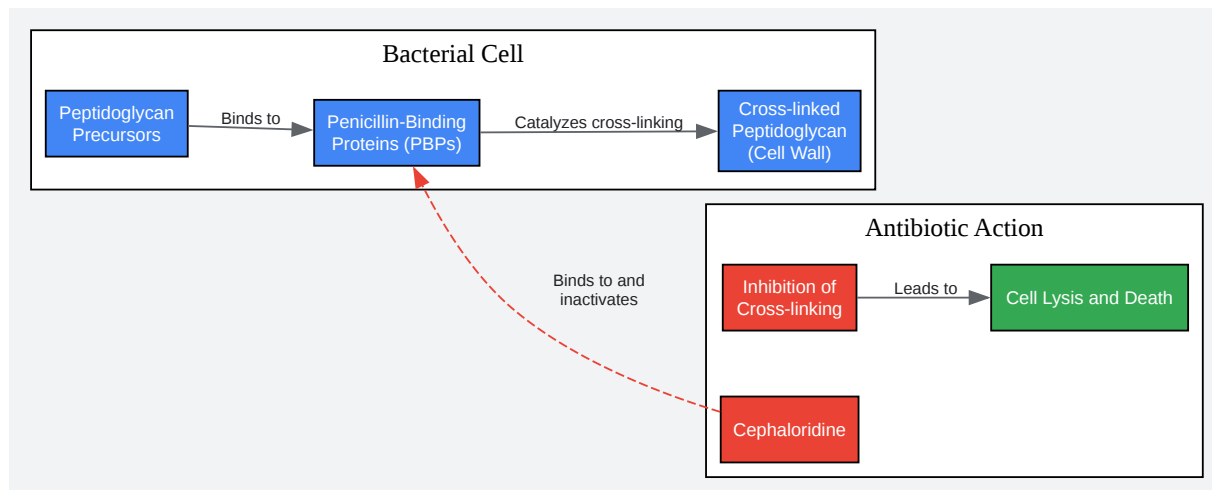 Bacterial Cell
Peptidoglycan
Precursors
Binds to
Penicillin-Binding
Proteins (PBPs)
Catalyzes cross-linking
Cross-linked
Peptidoglycan
(Cell Wall)
Binds to and
inactivates
Antibiotic Action
Inhibition of
Cross-linking
Leads to
Cell Lysis and Death
Cephaloridine